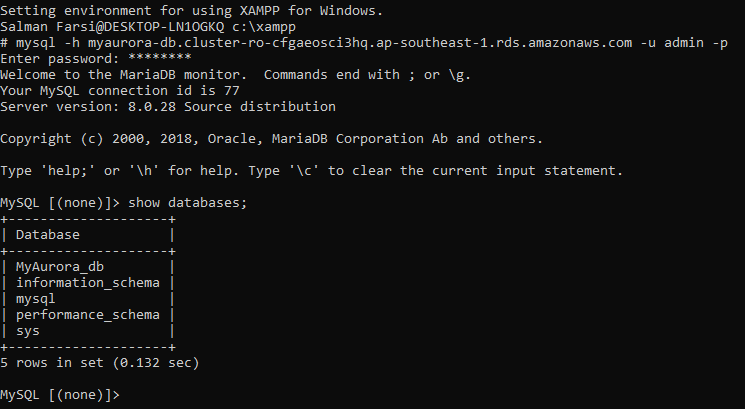 Setting environment for using XAMPP for Windows.
Salman Farsi@DESKTOP-LN1OGKQ c:\xampp
# mysql -h myaurora-db.cluster-ro-cfgaeosci3hq.ap-southeast-1.rds.amazonaws.com -u admin -p
Enter password: ********
Welcome to the MariaDB monitor.  Commands end with ; or \g.
Your MySQL connection id is 77
Server version: 8.0.28 Source distribution

Copyright (c) 2000, 2018, Oracle, MariaDB Corporation Ab and others.

Type 'help;' or '\h' for help. Type '\c' to clear the current input statement.

MySQL [(none)]> show databases;
+--------------------+
| Database           |
+--------------------+
| MyAurora_db        |
| information_schema |
| mysql              |
| performance_schema |
| sys                |
+--------------------+
5 rows in set (0.132 sec)

MySQL [(none)]>